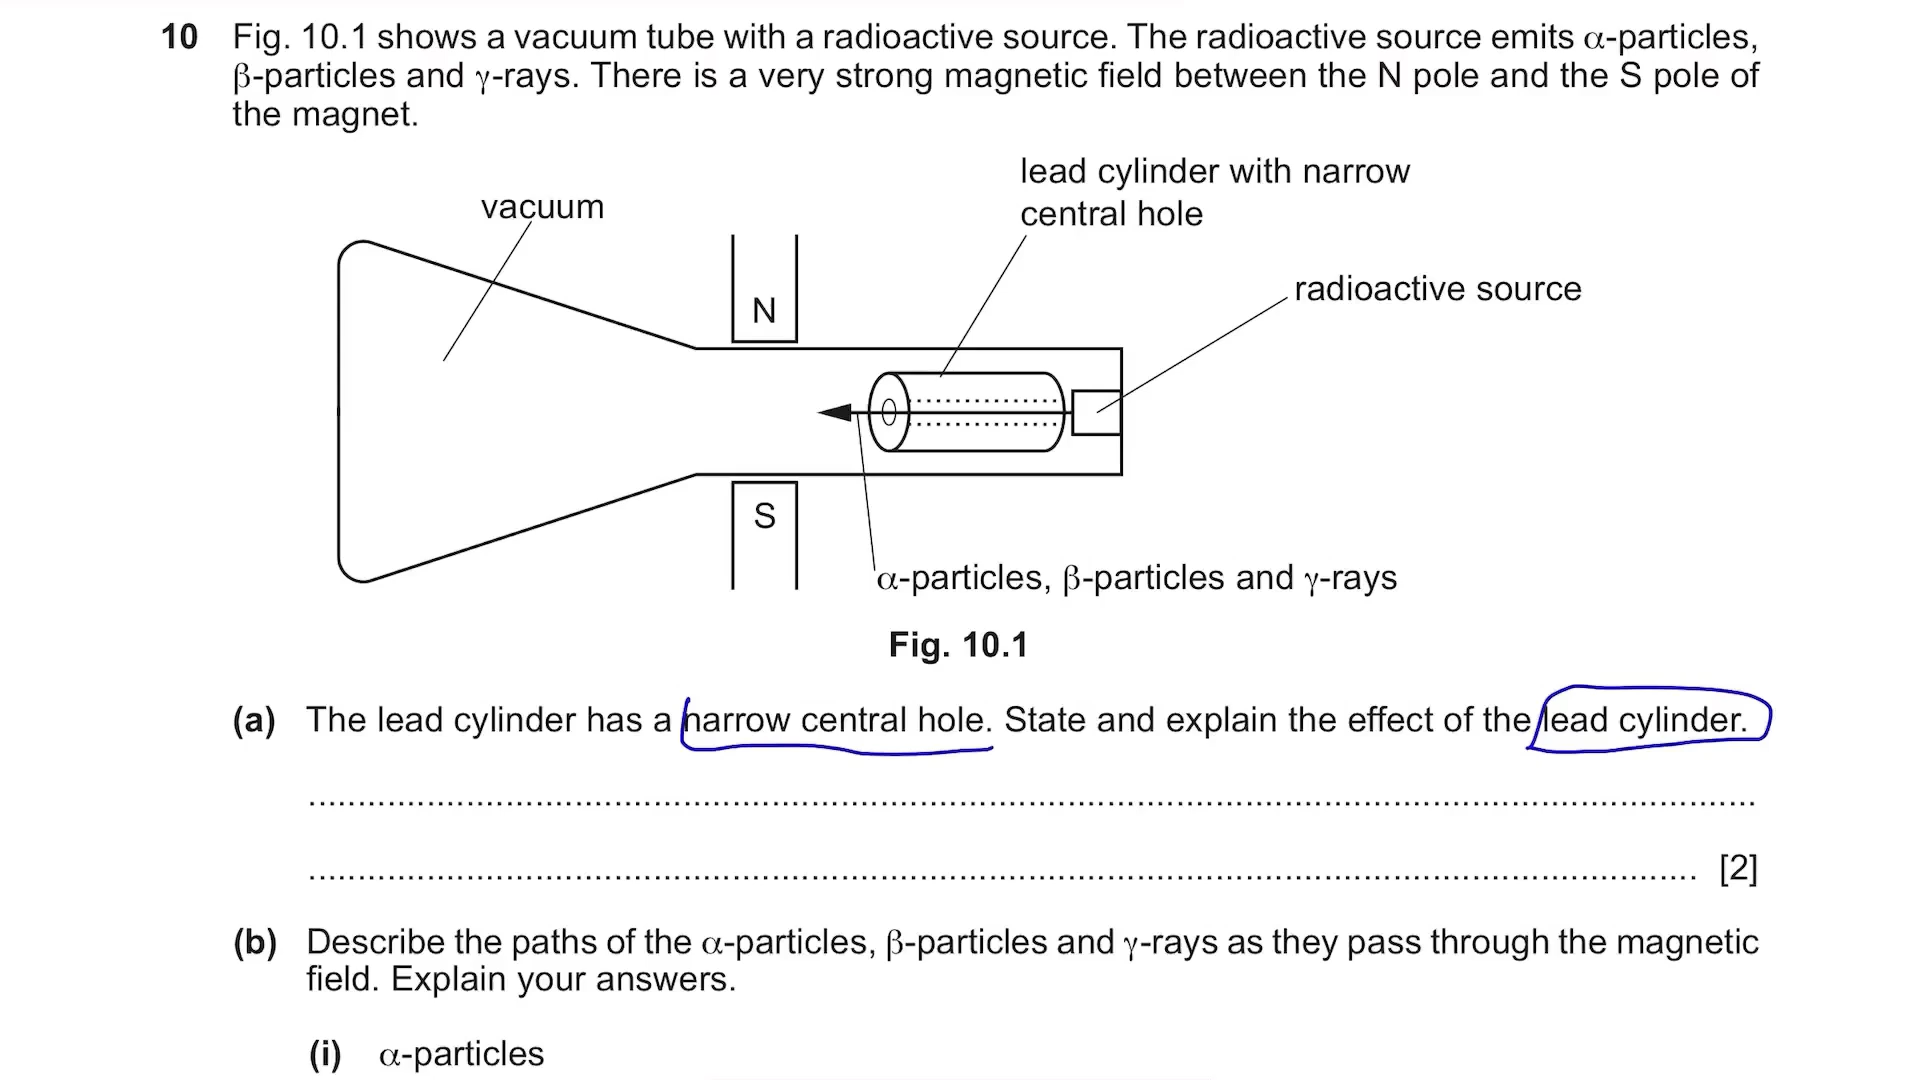 10 Fig. 10.1 shows a vacuum tube with a radioactive source. The radioactive source emits α-particles,
β-particles and γ-rays. There is a very strong magnetic field between the N pole and the S pole of
the magnet.
lead cylinder with narrow
central hole
vacuum
radioactive source
N
S
α-particles, β-particles and γ-rays
Fig. 10.1
(a) The lead cylinder has a narrow central hole. State and explain the effect of the lead cylinder.
..........................................................................................
.......................................................................................... [2]
(b) Describe the paths of the α-particles, β-particles and γ-rays as they pass through the magnetic
field. Explain your answers.
(i) α-particles